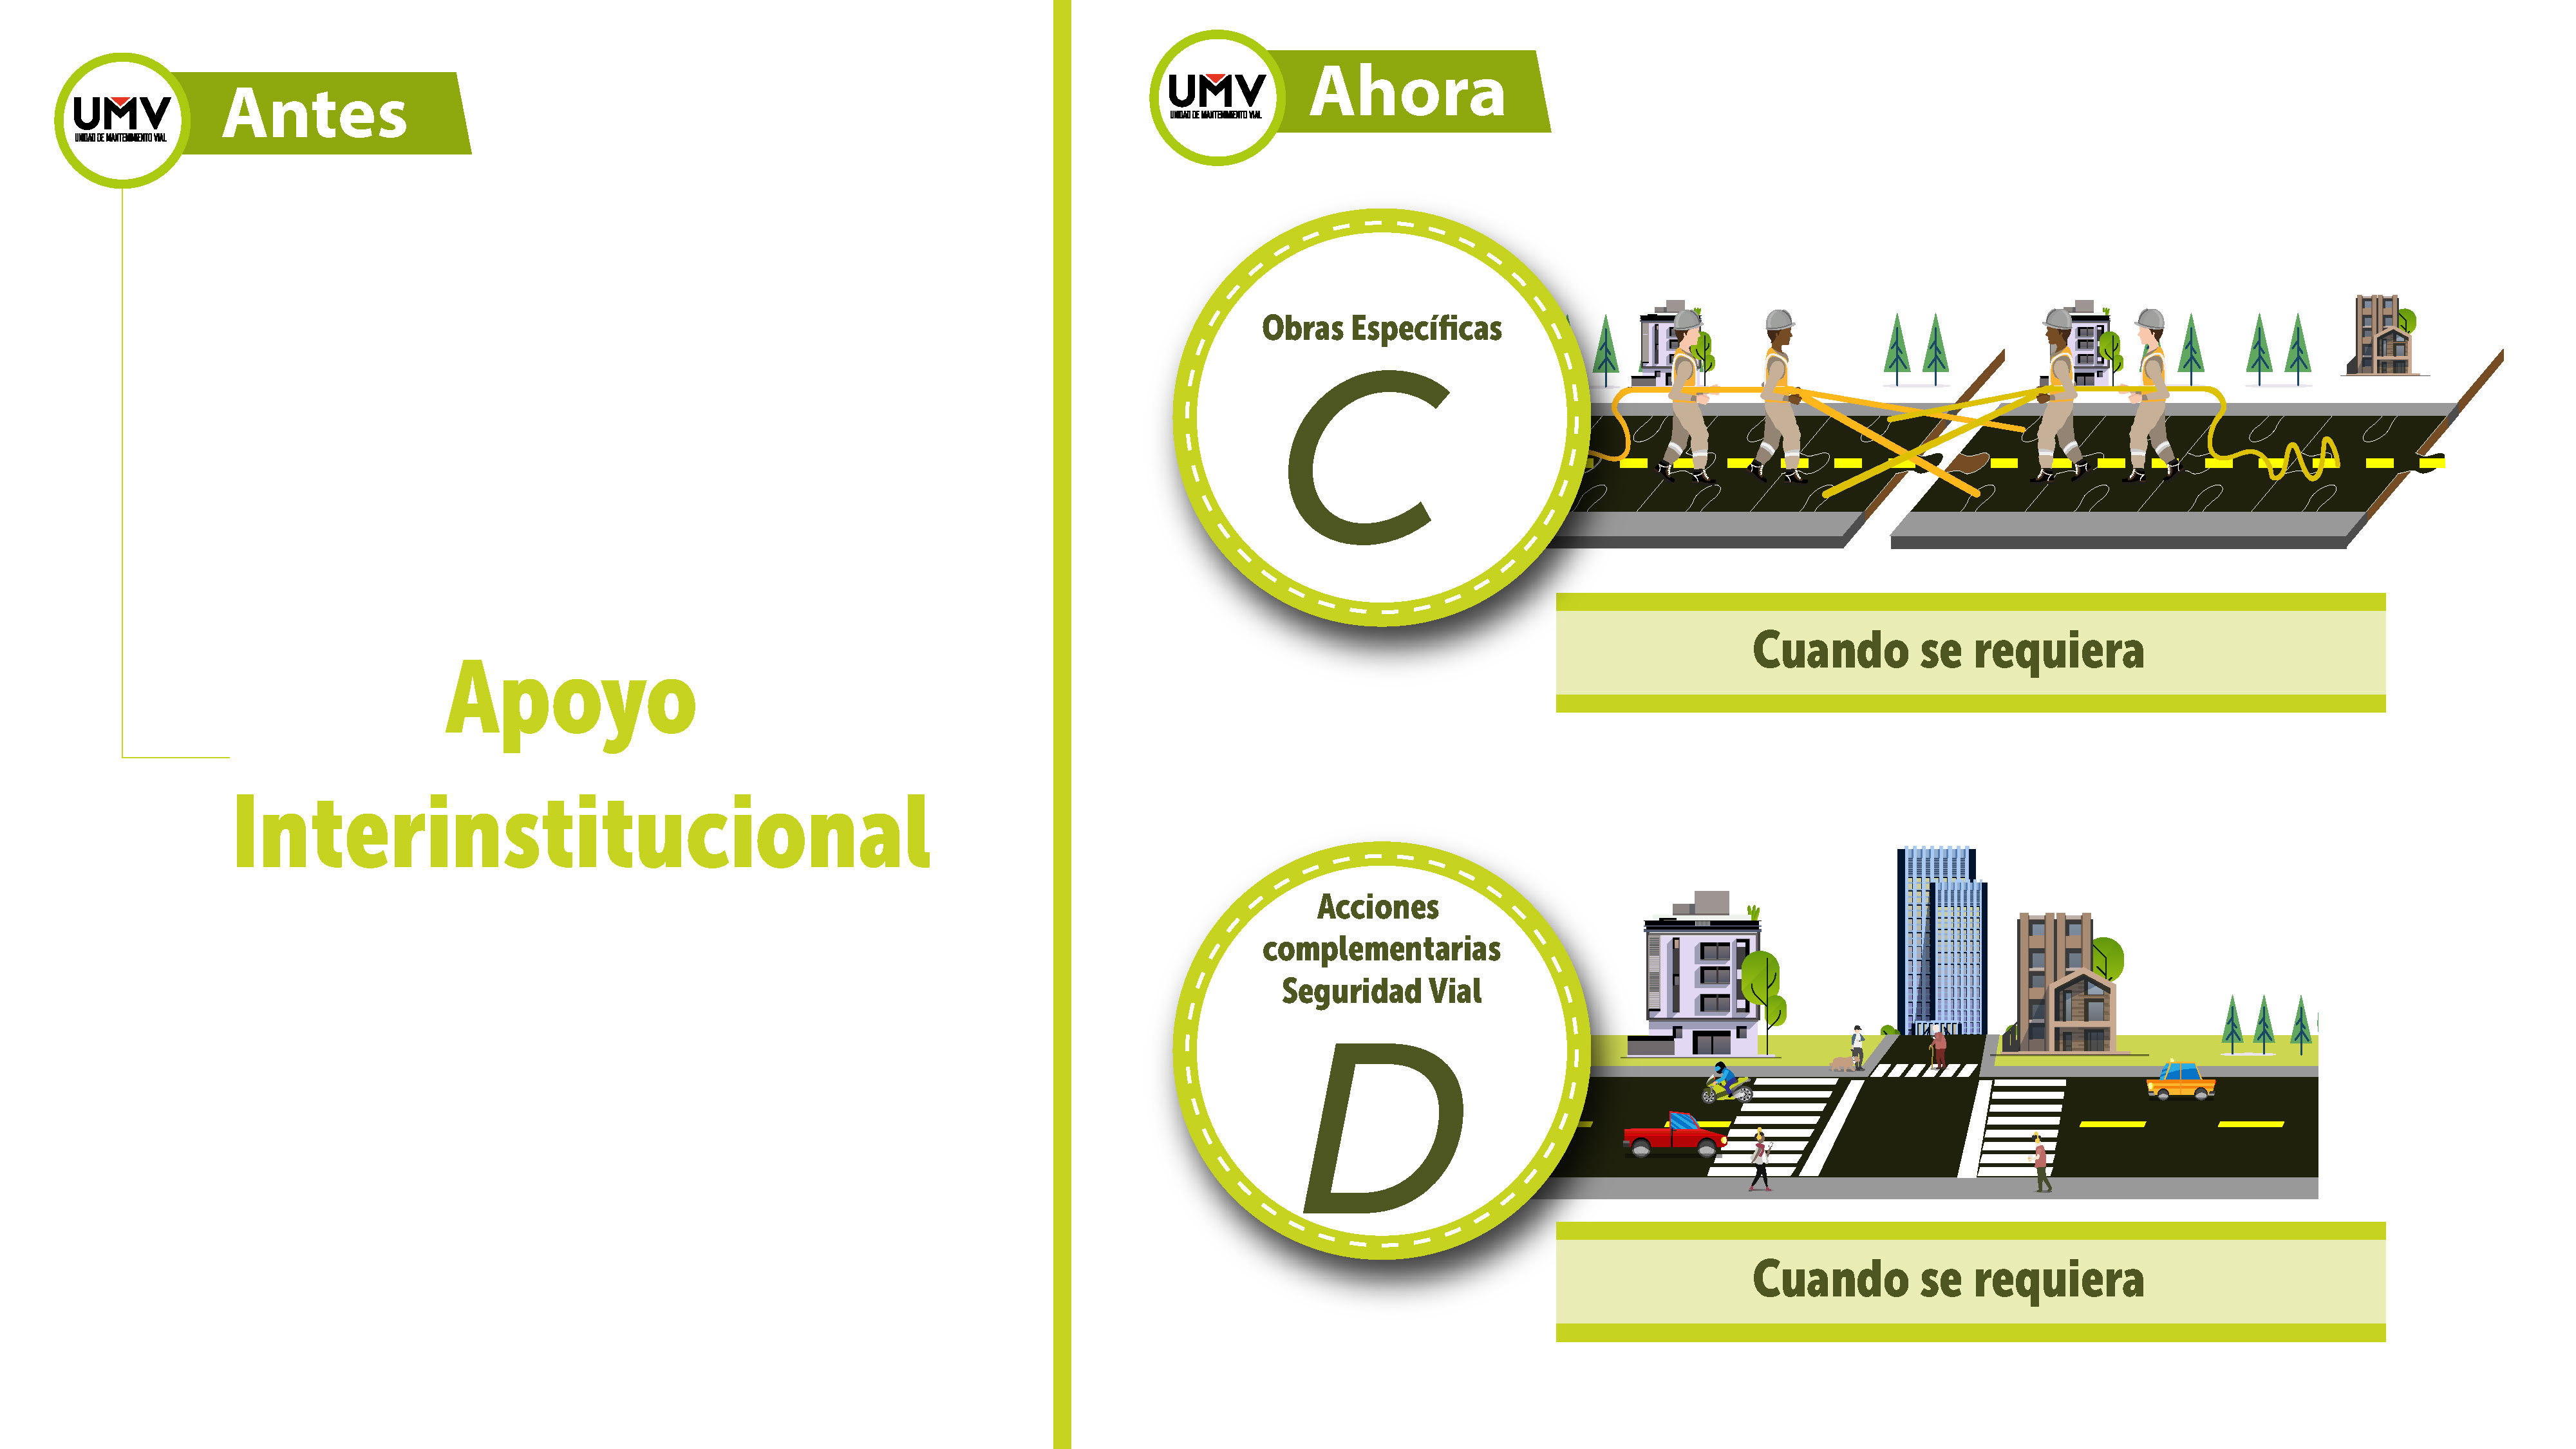 UMV
UNIDAD DE MANTENIMIENTO VIAL
Antes
Apoyo
Interinstitucional
UMV
UNIDAD DE MANTENIMIENTO VIAL
Ahora
Obras Específicas
C
Cuando se requiera
Acciones
complementarias
Seguridad Vial
D
Cuando se requiera